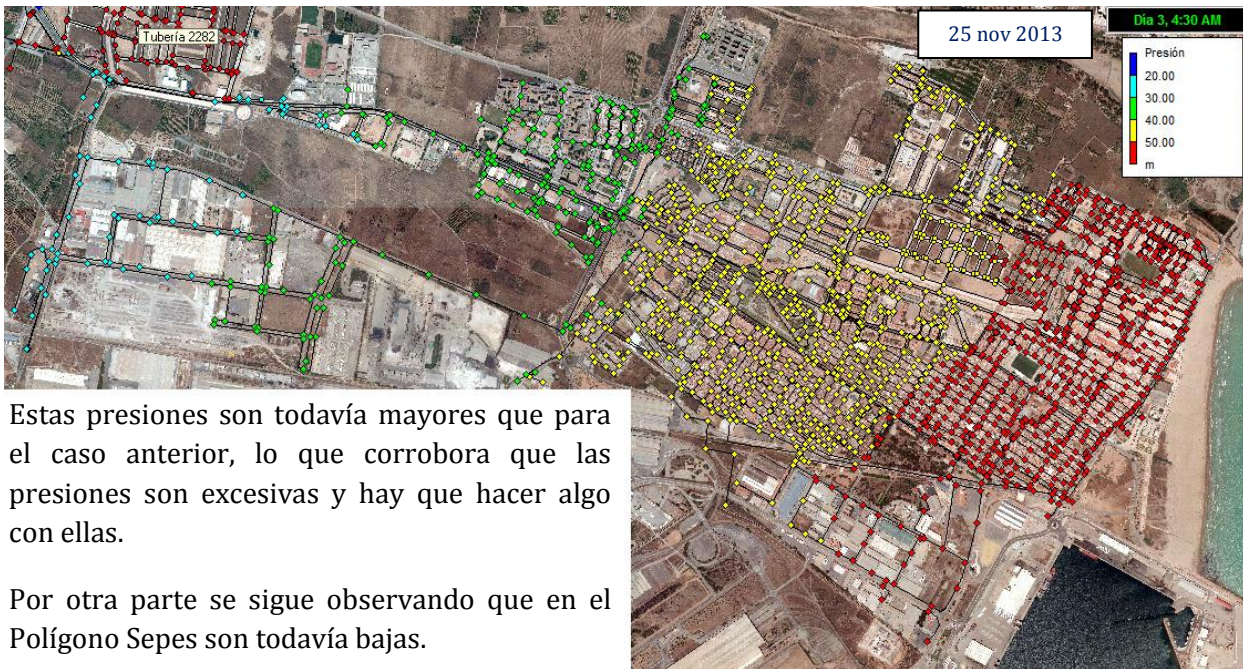 Tubería 2282
25 nov 2013
Día 3, 4:30 AM
Presión
20.00
30.00
40.00
50.00
m
Estas presiones son todavía mayores que para
el caso anterior, lo que corrobora que las
presiones son excesivas y hay que hacer algo
con ellas.
Por otra parte se sigue observando que en el
Polígono Sepes son todavía bajas.